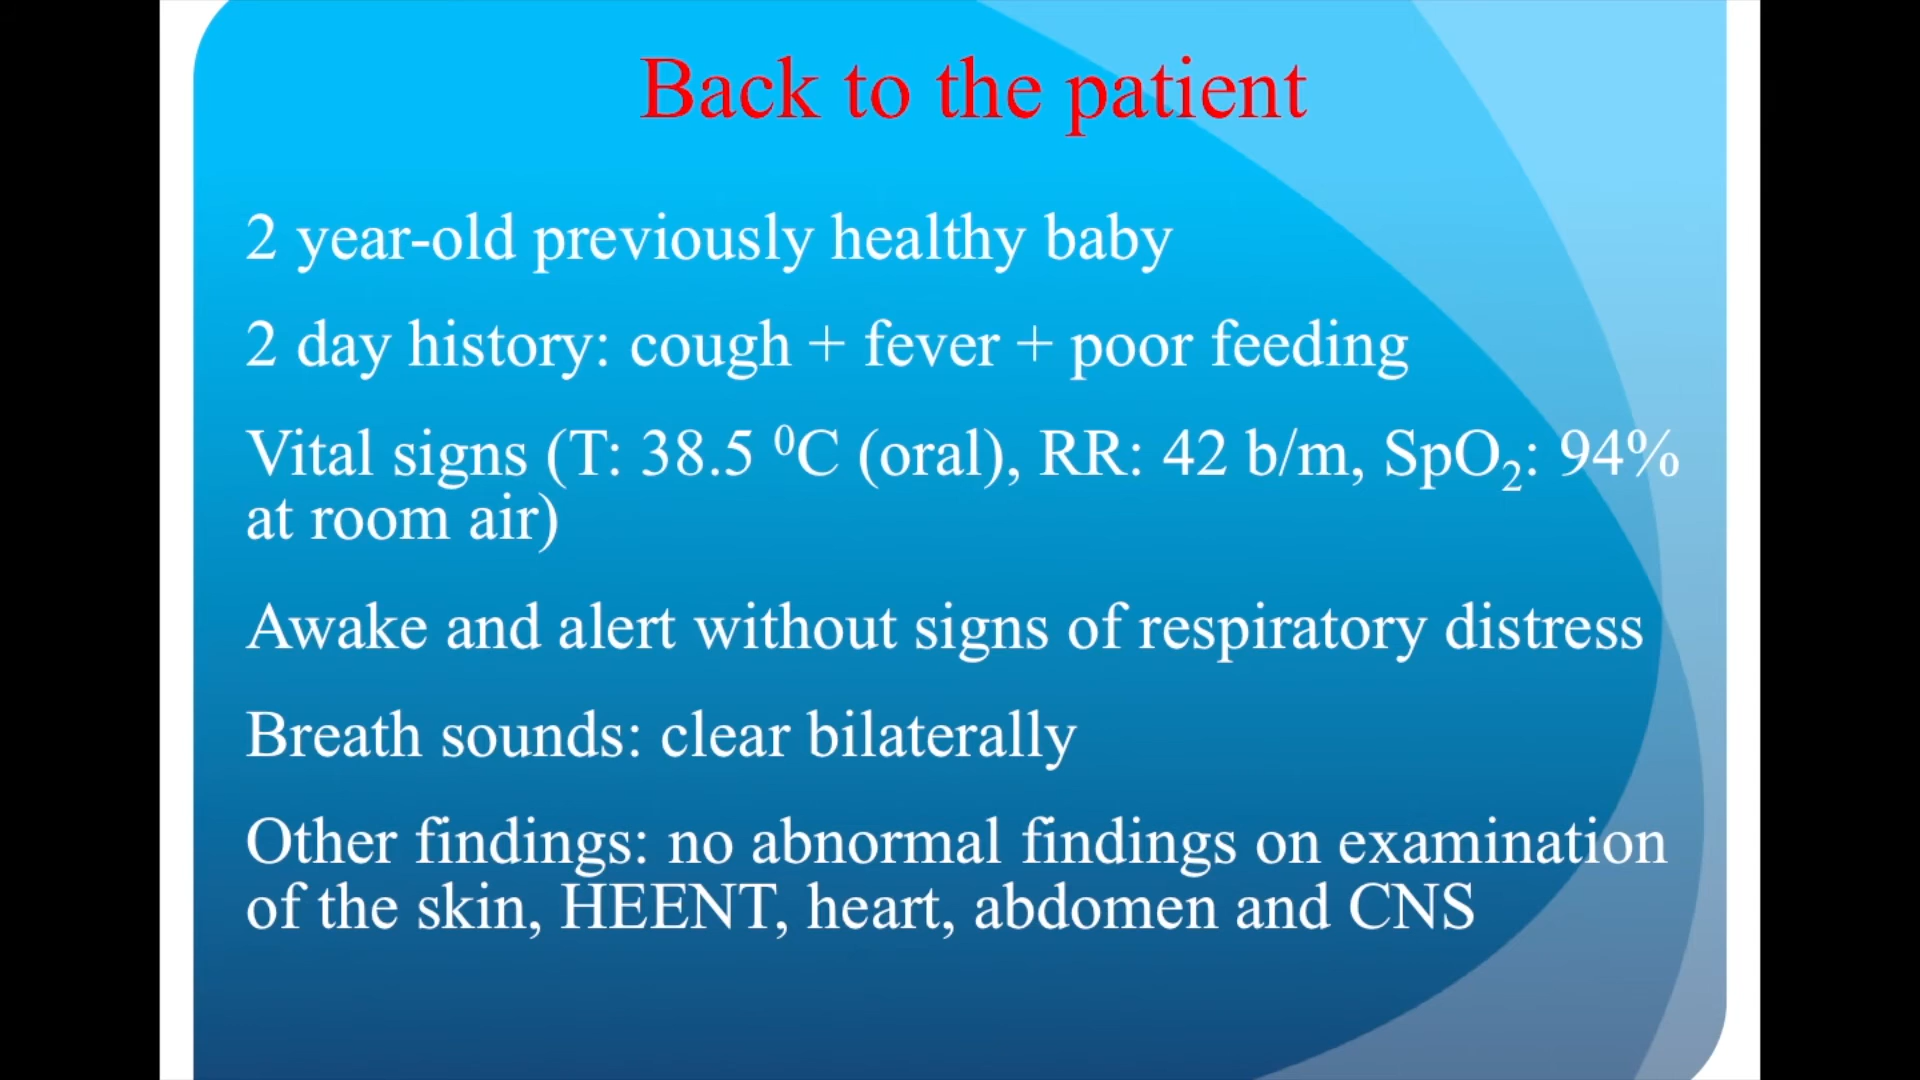 Back to the patient
2 year-old previously healthy baby
2 day history: cough + fever + poor feeding
Vital signs (T: 38.5 ⁰C (oral), RR: 42 b/m, SpO₂: 94%
at room air)
Awake and alert without signs of respiratory distress
Breath sounds: clear bilaterally
Other findings: no abnormal findings on examination
of the skin, HEENT, heart, abdomen and CNS